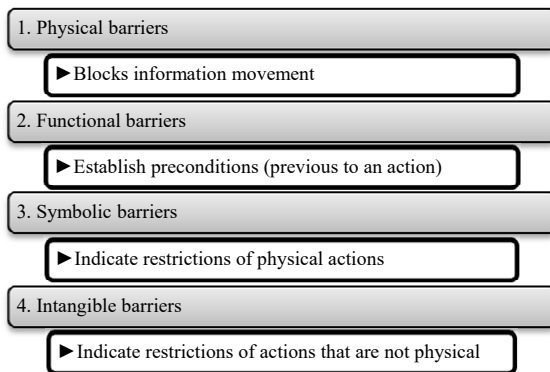 1. Physical barriers
►Blocks information movement
2. Functional barriers
►Establish preconditions (previous to an action)
3. Symbolic barriers
►Indicate restrictions of physical actions
4. Intangible barriers
►Indicate restrictions of actions that are not physical